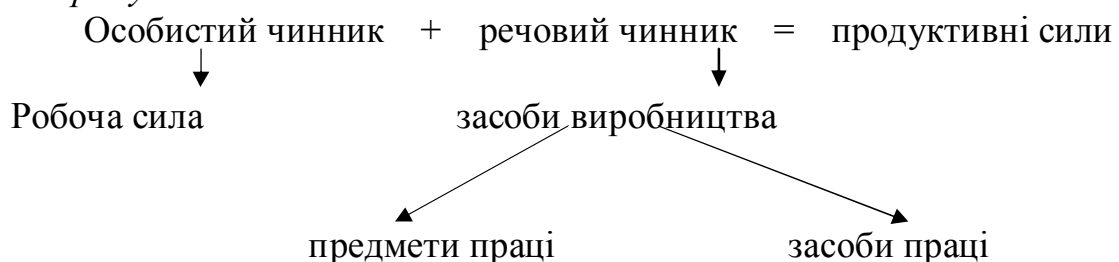 Особистий чинник + речовий чинник = продуктивні сили
Робоча сила засоби виробництва
предмети праці засоби праці